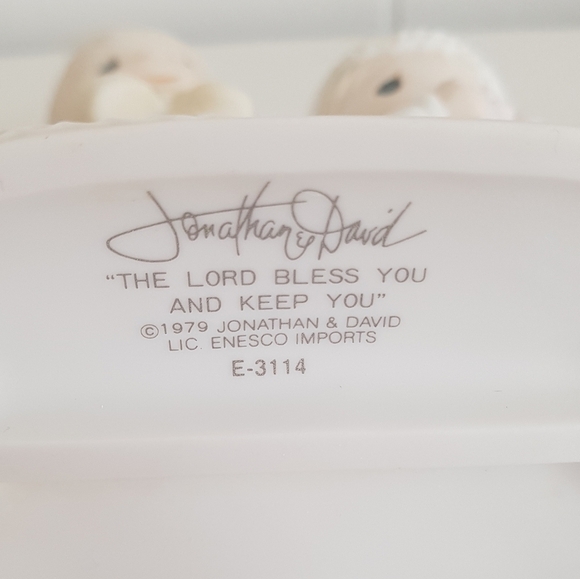 Jonathan & David
“THE LORD BLESS YOU
AND KEEP YOU”
©1979 JONATHAN & DAVID
LIC. ENESCO IMPORTS
E-3114